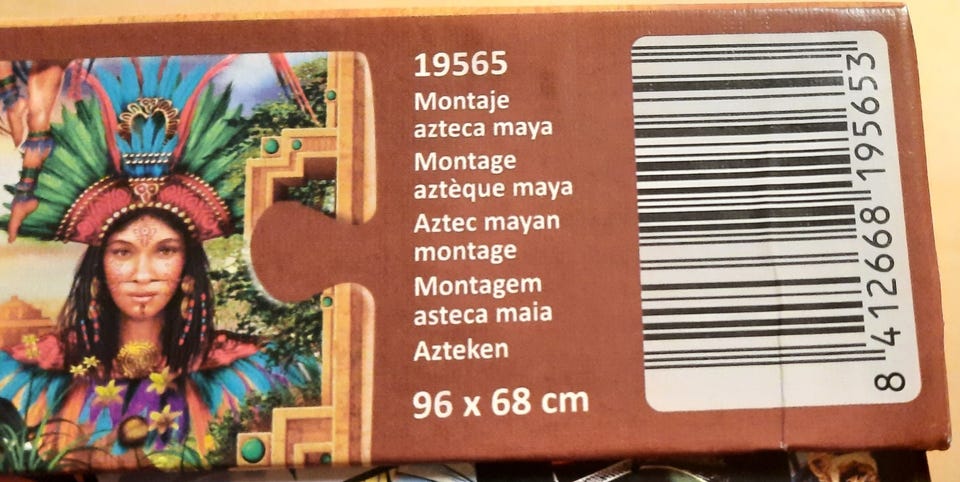 19565
Montaje
azteca maya
Montage
aztèque maya
Aztec mayan
montage
Montagem
asteca maia
Azteken
96 x 68 cm
8 412668 195653